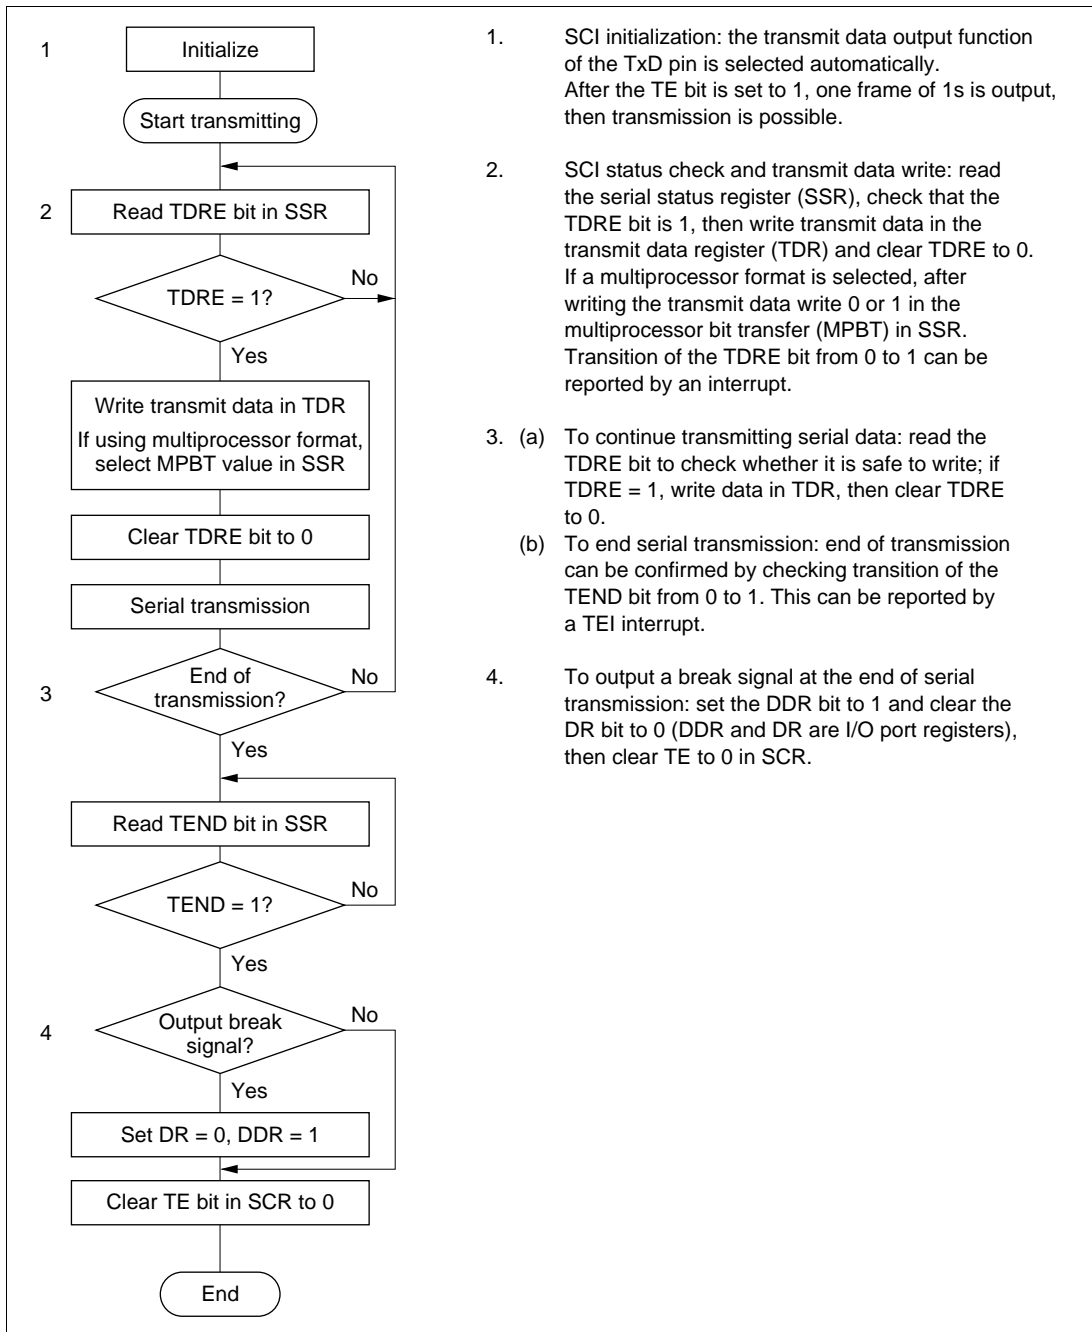 1
Initialize
Start transmitting
2
Read TDRE bit in SSR
TDRE = 1?
No
Yes
Write transmit data in TDR
If using multiprocessor format,
select MPBT value in SSR
Clear TDRE bit to 0
Serial transmission
3
End of
transmission?
No
Yes
Read TEND bit in SSR
TEND = 1?
No
Yes
4
Output break
signal?
No
Yes
Set DR = 0, DDR = 1
Clear TE bit in SCR to 0
End
1. SCI initialization: the transmit data output function
of the TxD pin is selected automatically.
After the TE bit is set to 1, one frame of 1s is output,
then transmission is possible.
2. SCI status check and transmit data write: read
the serial status register (SSR), check that the
TDRE bit is 1, then write transmit data in the
transmit data register (TDR) and clear TDRE to 0.
If a multiprocessor format is selected, after
writing the transmit data write 0 or 1 in the
multiprocessor bit transfer (MPBT) in SSR.
Transition of the TDRE bit from 0 to 1 can be
reported by an interrupt.
3. (a) To continue transmitting serial data: read the
TDRE bit to check whether it is safe to write; if
TDRE = 1, write data in TDR, then clear TDRE
to 0.
(b) To end serial transmission: end of transmission
can be confirmed by checking transition of the
TEND bit from 0 to 1. This can be reported by
a TEI interrupt.
4. To output a break signal at the end of serial
transmission: set the DDR bit to 1 and clear the
DR bit to 0 (DDR and DR are I/O port registers),
then clear TE to 0 in SCR.